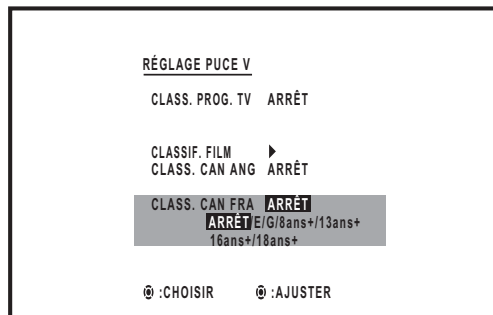 RÉGLAGE PUCE V
CLASS. PROG. TV ARRÊT
CLASSIF. FILM
CLASS. CAN ANG ARRÊT
CLASS. CAN FRA ARRÊT
ARRÊT/E/G/8ans+/13ans+
16ans+/18ans+
:CHOISIR :AJUSTER